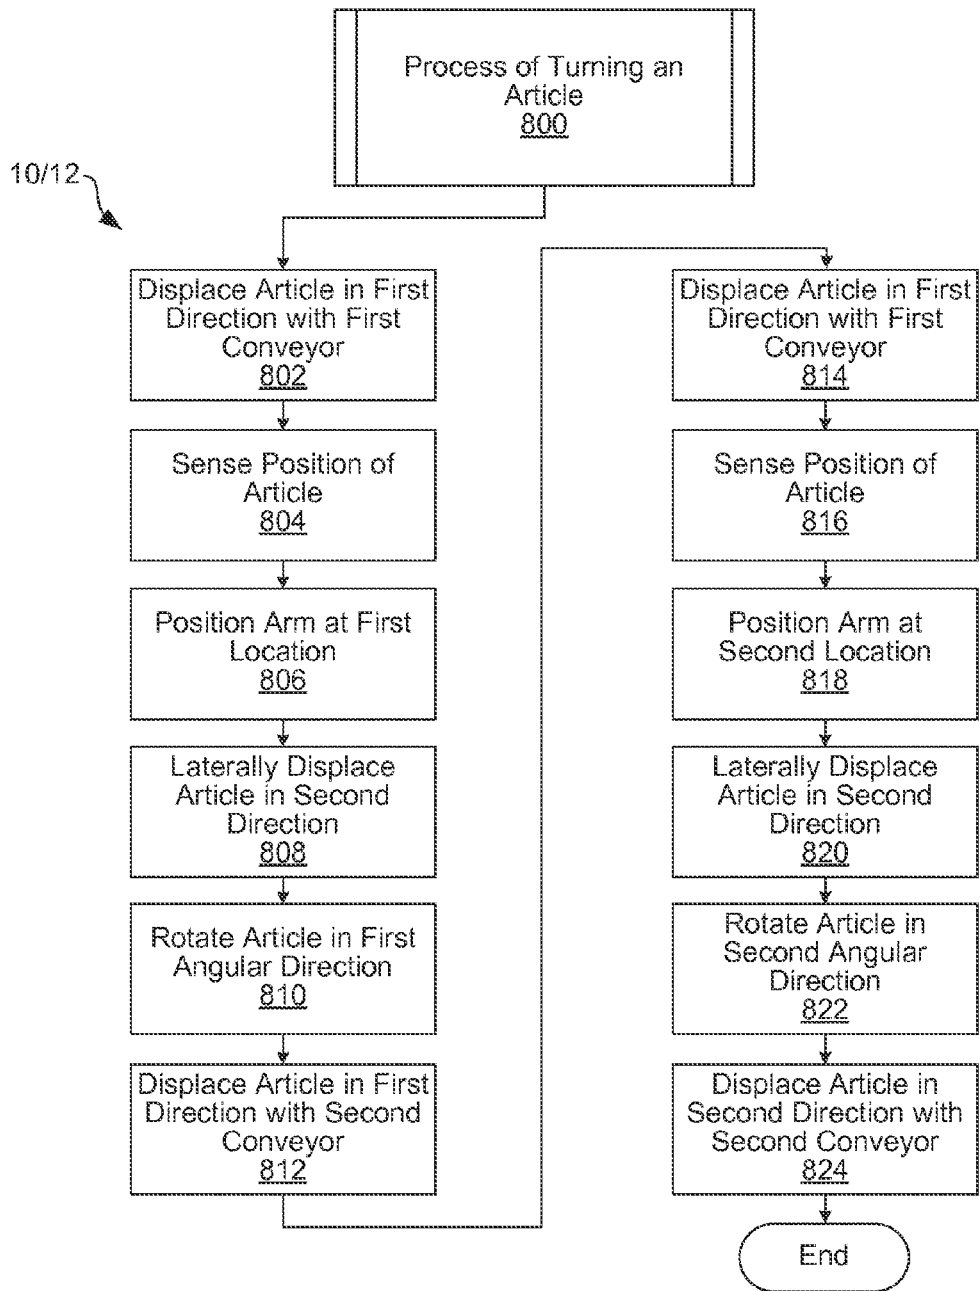 Process of Turning an
Article
800
10/12
Displace Article in First
Direction with First
Conveyor
802
Sense Position of
Article
804
Position Arm at First
Location
806
Laterally Displace
Article in Second
Direction
808
Rotate Article in First
Angular Direction
810
Displace Article in First
Direction with Second
Conveyor
812
Displace Article in First
Direction with First
Conveyor
814
Sense Position of
Article
816
Position Arm at
Second Location
818
Laterally Displace
Article in Second
Direction
820
Rotate Article in
Second Angular
Direction
822
Displace Article in
Second Direction with
Second Conveyor
824
End